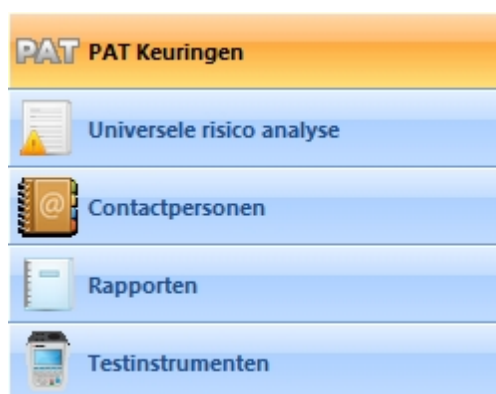 PAT PAT Keuringen
Universele risico analyse
@ Contactpersonen
Rapporten
Testinstrumenten